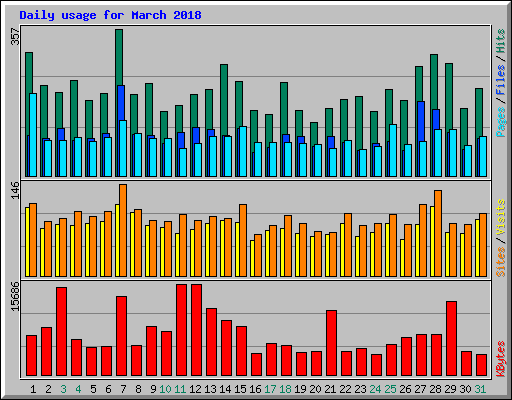 Daily usage for March 2018
357
146
15686
Pages/Files/Hits
Sites/Visits
KBytes
1 2 3 4 5 6 7 8 9 10 11 12 13 14 15 16 17 18 19 20 21 22 23 24 25 26 27 28 29 30 31